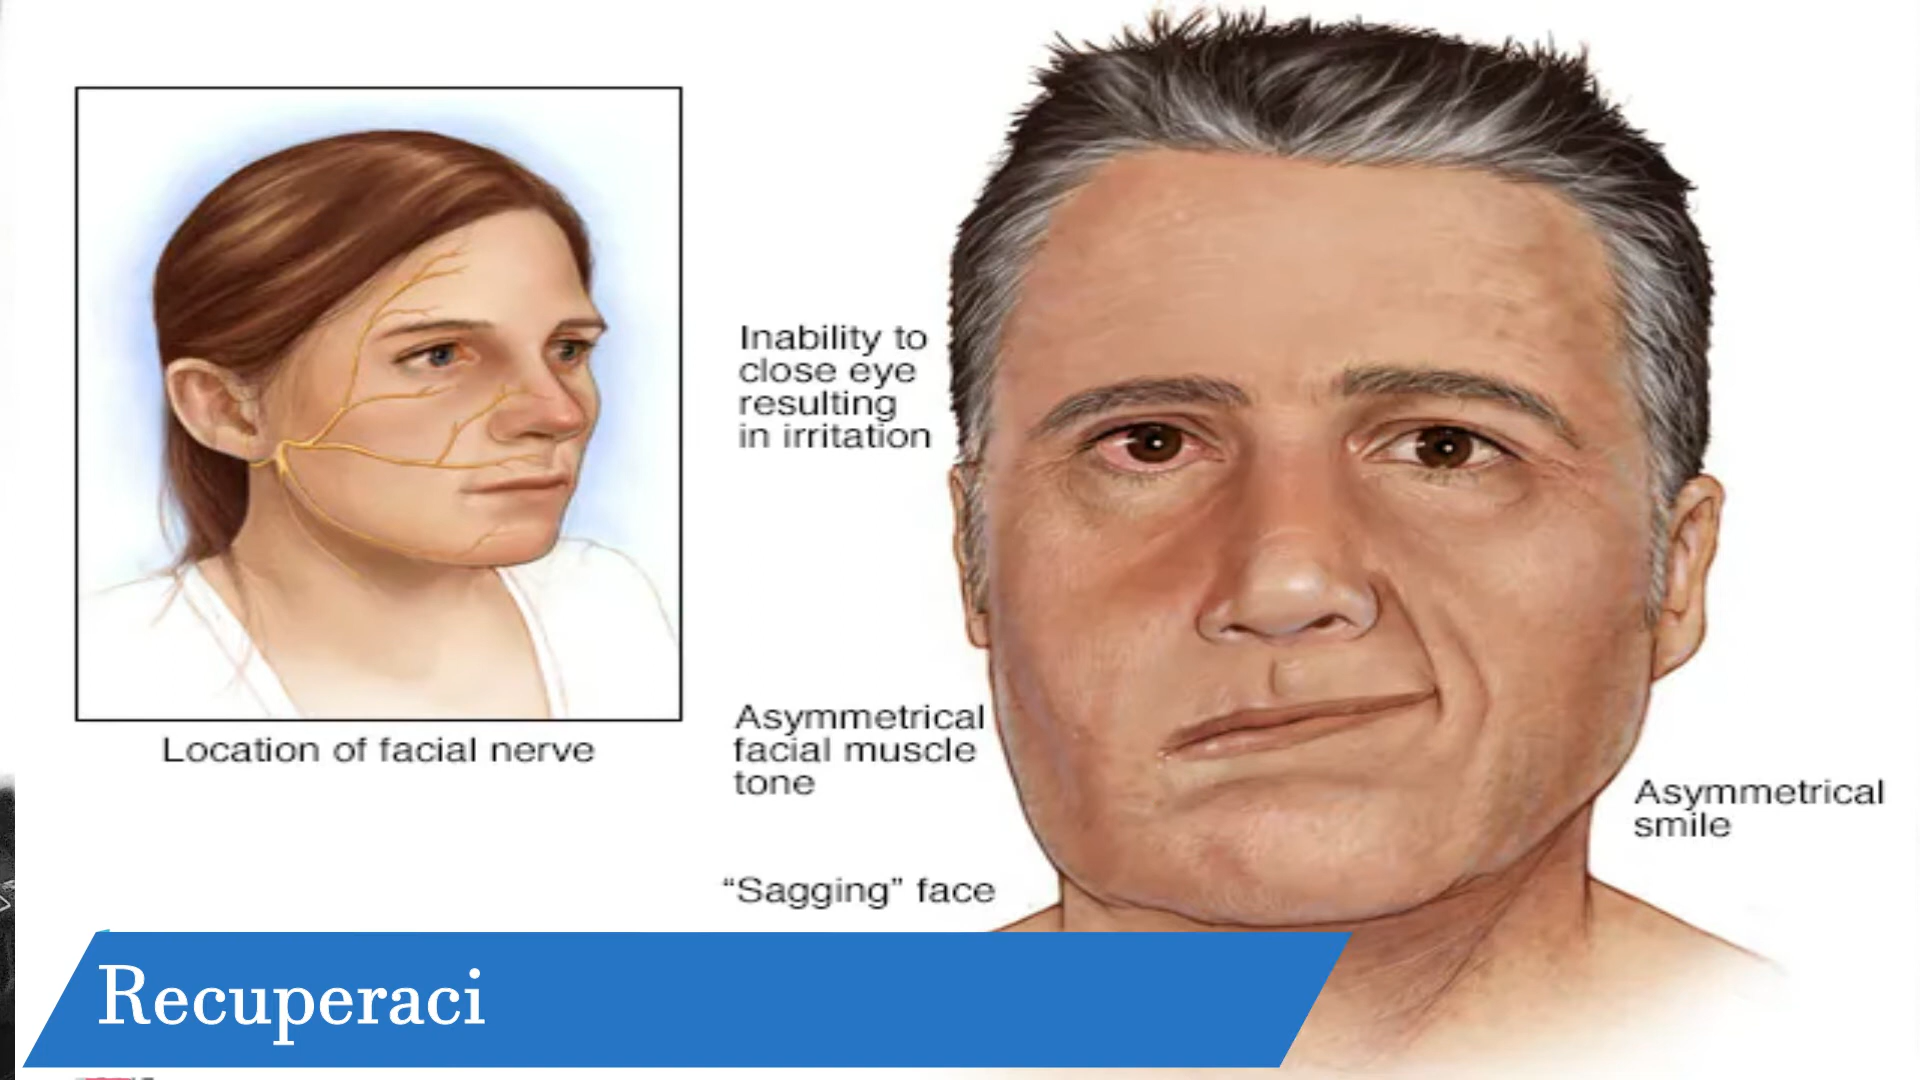 Inability to
close eye
resulting
in irritation
Location of facial nerve
Asymmetrical
facial muscle
tone
Asymmetrical
smile
“Sagging” face
Recuperaci